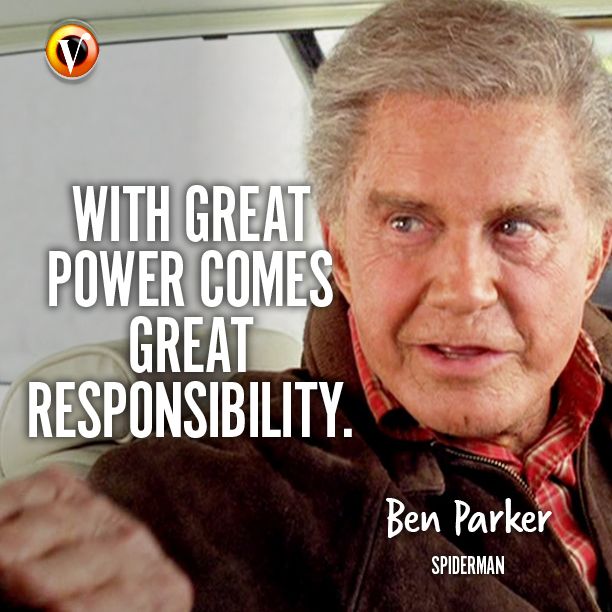 V
WITH GREAT
POWER COMES
GREAT
RESPONSIBILITY.
Ben Parker
SPIDERMAN